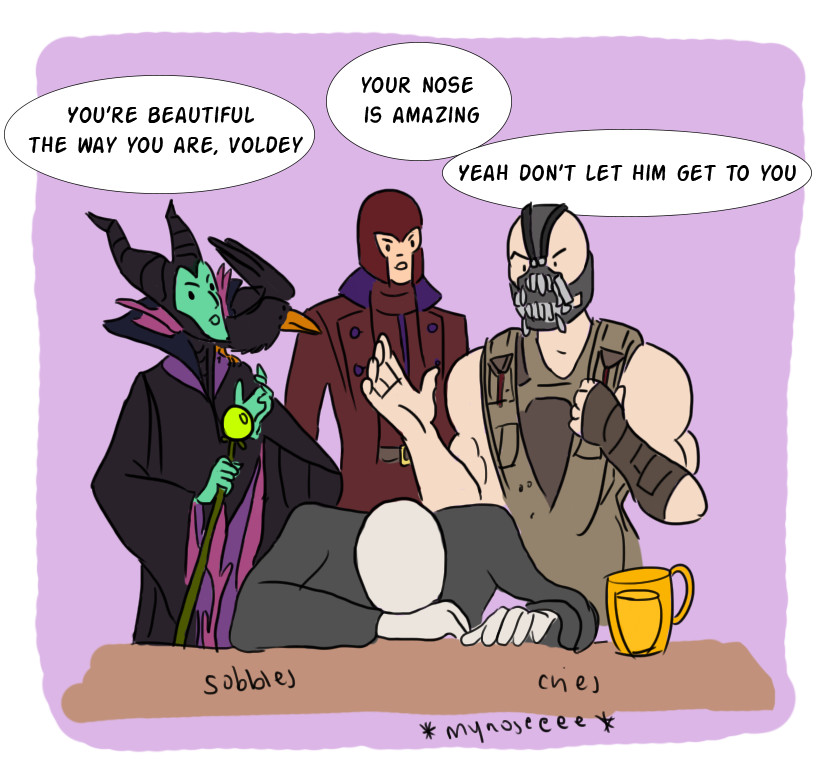 YOU'RE BEAUTIFUL
THE WAY YOU ARE, VOLDEY
YOUR NOSE
IS AMAZING
YEAH DON'T LET HIM GET TO YOU
sobbles
cries
*mynoseeee*